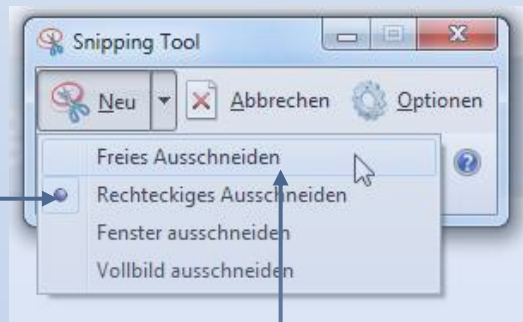 Snipping Tool
Neu Abbrechen Optionen
Freies Ausschneiden
Rechteckiges Ausschneiden
Fenster ausschneiden
Vollbild ausschneiden